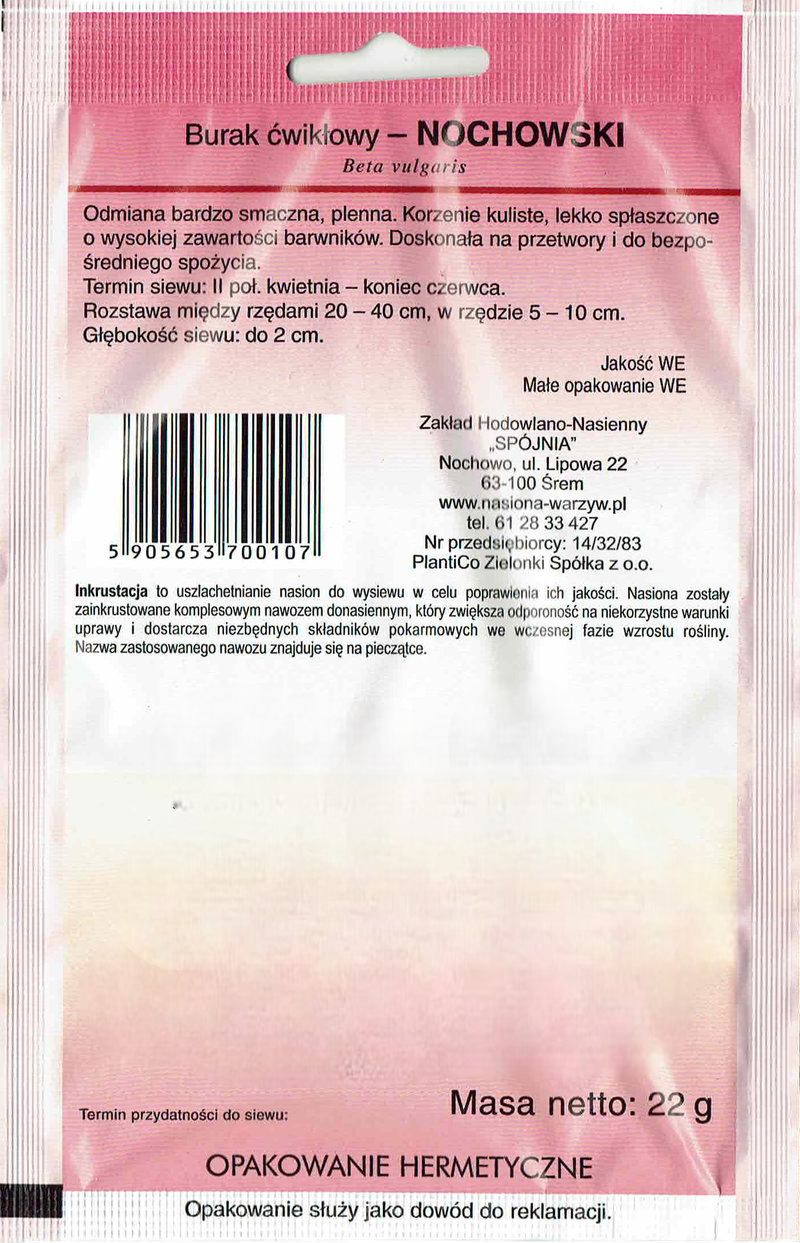 Burak ćwikłowy – NOCHOWSKI
Beta vulgaris
Odmiana bardzo smaczna, plenna. Korzenie kuliste, lekko spłaszczone
o wysokiej zawartości barwników. Doskonała na przetwory i do bezpo-
średniego spożycia.
Termin siewu: II poł. kwietnia – koniec czerwca.
Rozstawa między rzędami 20 – 40 cm, w rzędzie 5 – 10 cm.
Głębokość siewu: do 2 cm.
Jakość WE
Małe opakowanie WE
Zakład Hodowlano-Nasienny
„SPÓJNIA”
Nochowo, ul. Lipowa 22
63-100 Śrem
www.nasiona-warzyw.pl
tel. 61 28 33 427
Nr przedsiębiorcy: 14/32/83
PlantiCo Zielonki Spółka z o.o.
5 905653 700107
Inkrustacja to uszlachetnianie nasion do wysiewu w celu poprawienia ich jakości. Nasiona zostały
zainkrustowane kompleksowym nawozem donasiennym, który zwiększa odporoność na niekorzystne warunki
uprawy i dostarcza niezbędnych składników pokarmowych we wczesnej fazie wzrostu rośliny.
Nazwa zastosowanego nawozu znajduje się na pieczątce.
Termin przydatności do siewu:
Masa netto: 22 g
OPAKOWANIE HERMETYCZNE
Opakowanie służy jako dowód do reklamacji.